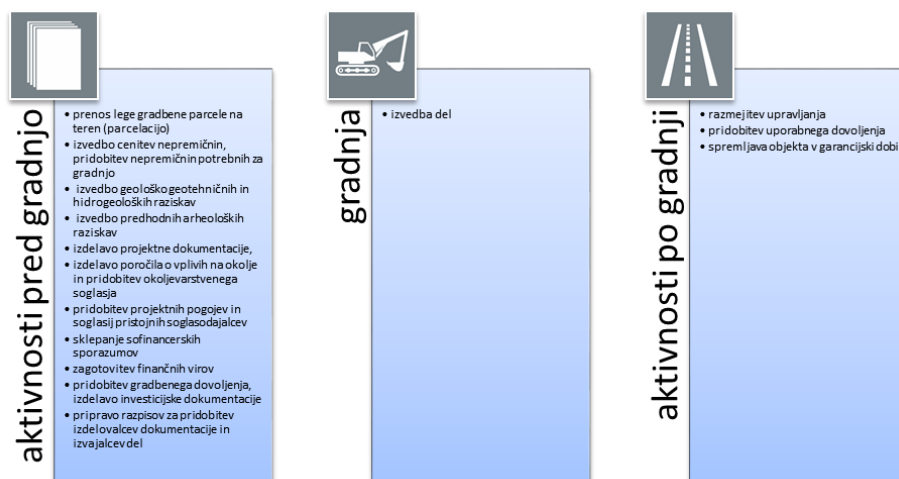 aktivnosti pred gradnjo
• prenos lege gradbene parcele na
teren (parcelacijo)
• izvedbo cenitev nepremičnin,
pridobitev nepremičnin potrebnih za
gradnjo
• izvedbo geološko geotehničnih in
hidrogeoloških raziskav
• izvedbo predhodnih arheoloških
raziskav
• izdelavo projektne dokumentacije,
• izdelavo poročila o vplivih na okolje
in pridobitev okoljevarstvenega
soglasja
• pridobitev projektnih pogojev in
soglasij pristojnih soglasodajalcev
• sklepanje sofinancerskih
sporazumov
• zagotovitev finančnih virov
• pridobitev gradbenega dovoljenja,
izdelavo investicijske dokumentacije
• pripravo razpisov za pridobitev
izdelovalcev dokumentacije in
izvajalcev del
gradnja
• izvedba del
aktivnosti po gradnji
• razmejitev upravljanja
• pridobitev uporabnega dovoljenja
• spremljava objekta v garancijski dobi